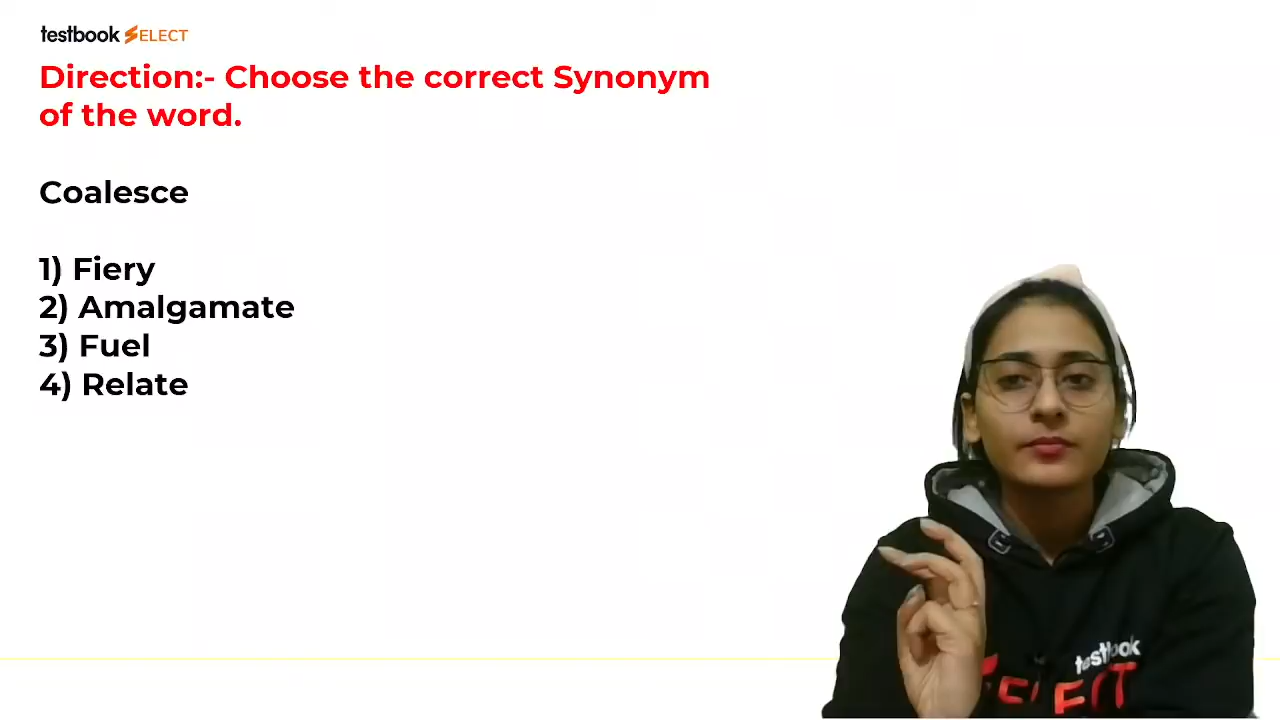 testbook SELECT
Direction:- Choose the correct Synonym
of the word.
Coalesce
1) Fiery
2) Amalgamate
3) Fuel
4) Relate
testbook
SELECT